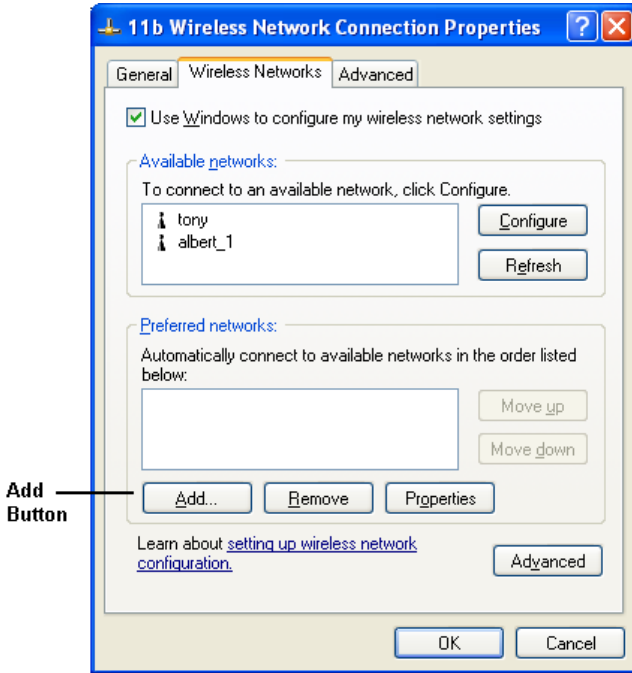 11b Wireless Network Connection Properties
General Wireless Networks Advanced
Use Windows to configure my wireless network settings
Available networks:
To connect to an available network, click Configure.
tony
albert_1
Configure
Refresh
Preferred networks:
Automatically connect to available networks in the order listed
below:
Move up
Move down
Add
Button
Add... Remove Properties
Learn about setting up wireless network
configuration.
Advanced
OK Cancel